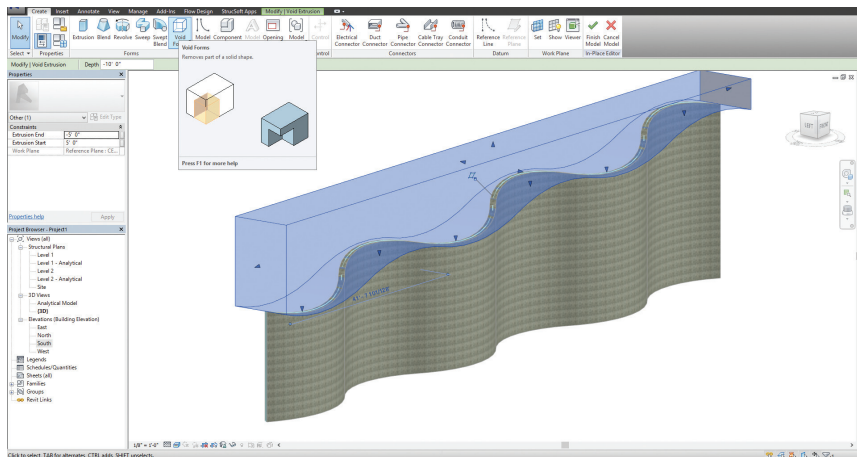 Create Insert Annotate View Manage Add-Ins Flow Design StrucSoft Apps Modify | Void Extrusion
Modify Extrusion Blend Revolve Sweep Swept Blend Void Model Component Model Opening Model Control Electrical Connector Duct Connector Pipe Connector Cable Tray Connector Conduit Connector Reference Line Reference Plane Set Show Viewer Finish Model Cancel Model
Select Properties Forms Control Connectors Datum Work Plane In-Place Editor
Modify | Void Extrusion Depth -10' 0"
Void Forms
Removes part of a solid shape.
Press F1 for more help
Properties
Other (1) Edit Type
Constraints
Extrusion End -5' 0"
Extrusion Start 5' 0"
Work Plane Reference Plane : CE...
Properties help Apply
Project Browser - Project1
Views (all)
Structural Plans
Level 1
Level 1 - Analytical
Level 2
Level 2 - Analytical
Site
3D Views
Analytical Model
{3D}
Elevations (Building Elevation)
East
North
South
West
Legends
Schedules/Quantities
Sheets (all)
Families
Groups
Revit Links
1/8" = 1'-0"
Click to select, TAB for alternates, CTRL adds, SHIFT unselects.